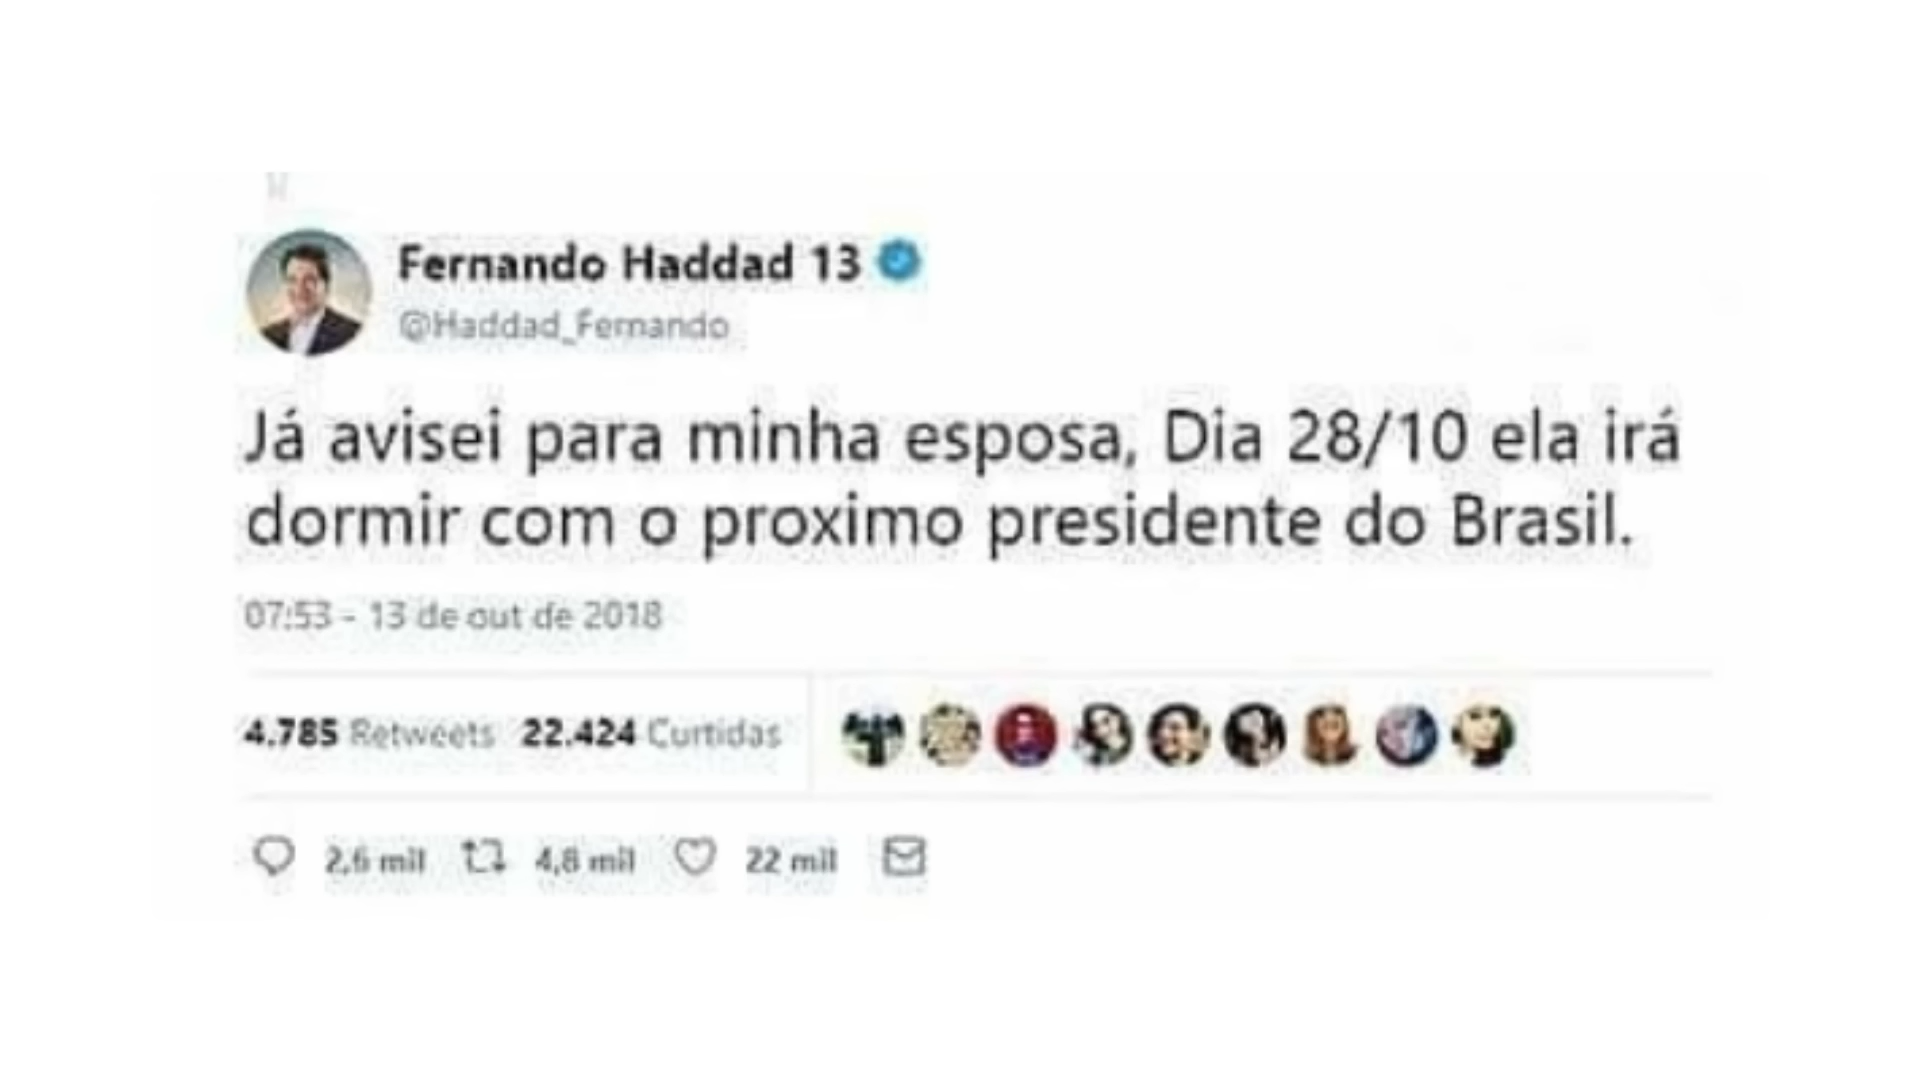 Fernando Haddad 13
@Haddad_Fernando
Já avisei para minha esposa, Dia 28/10 ela irá
dormir com o proximo presidente do Brasil.
07:53 - 13 de out de 2018
4.785 Retweets 22.424 Curtidas
2,6 mil 4,8 mil 22 mil